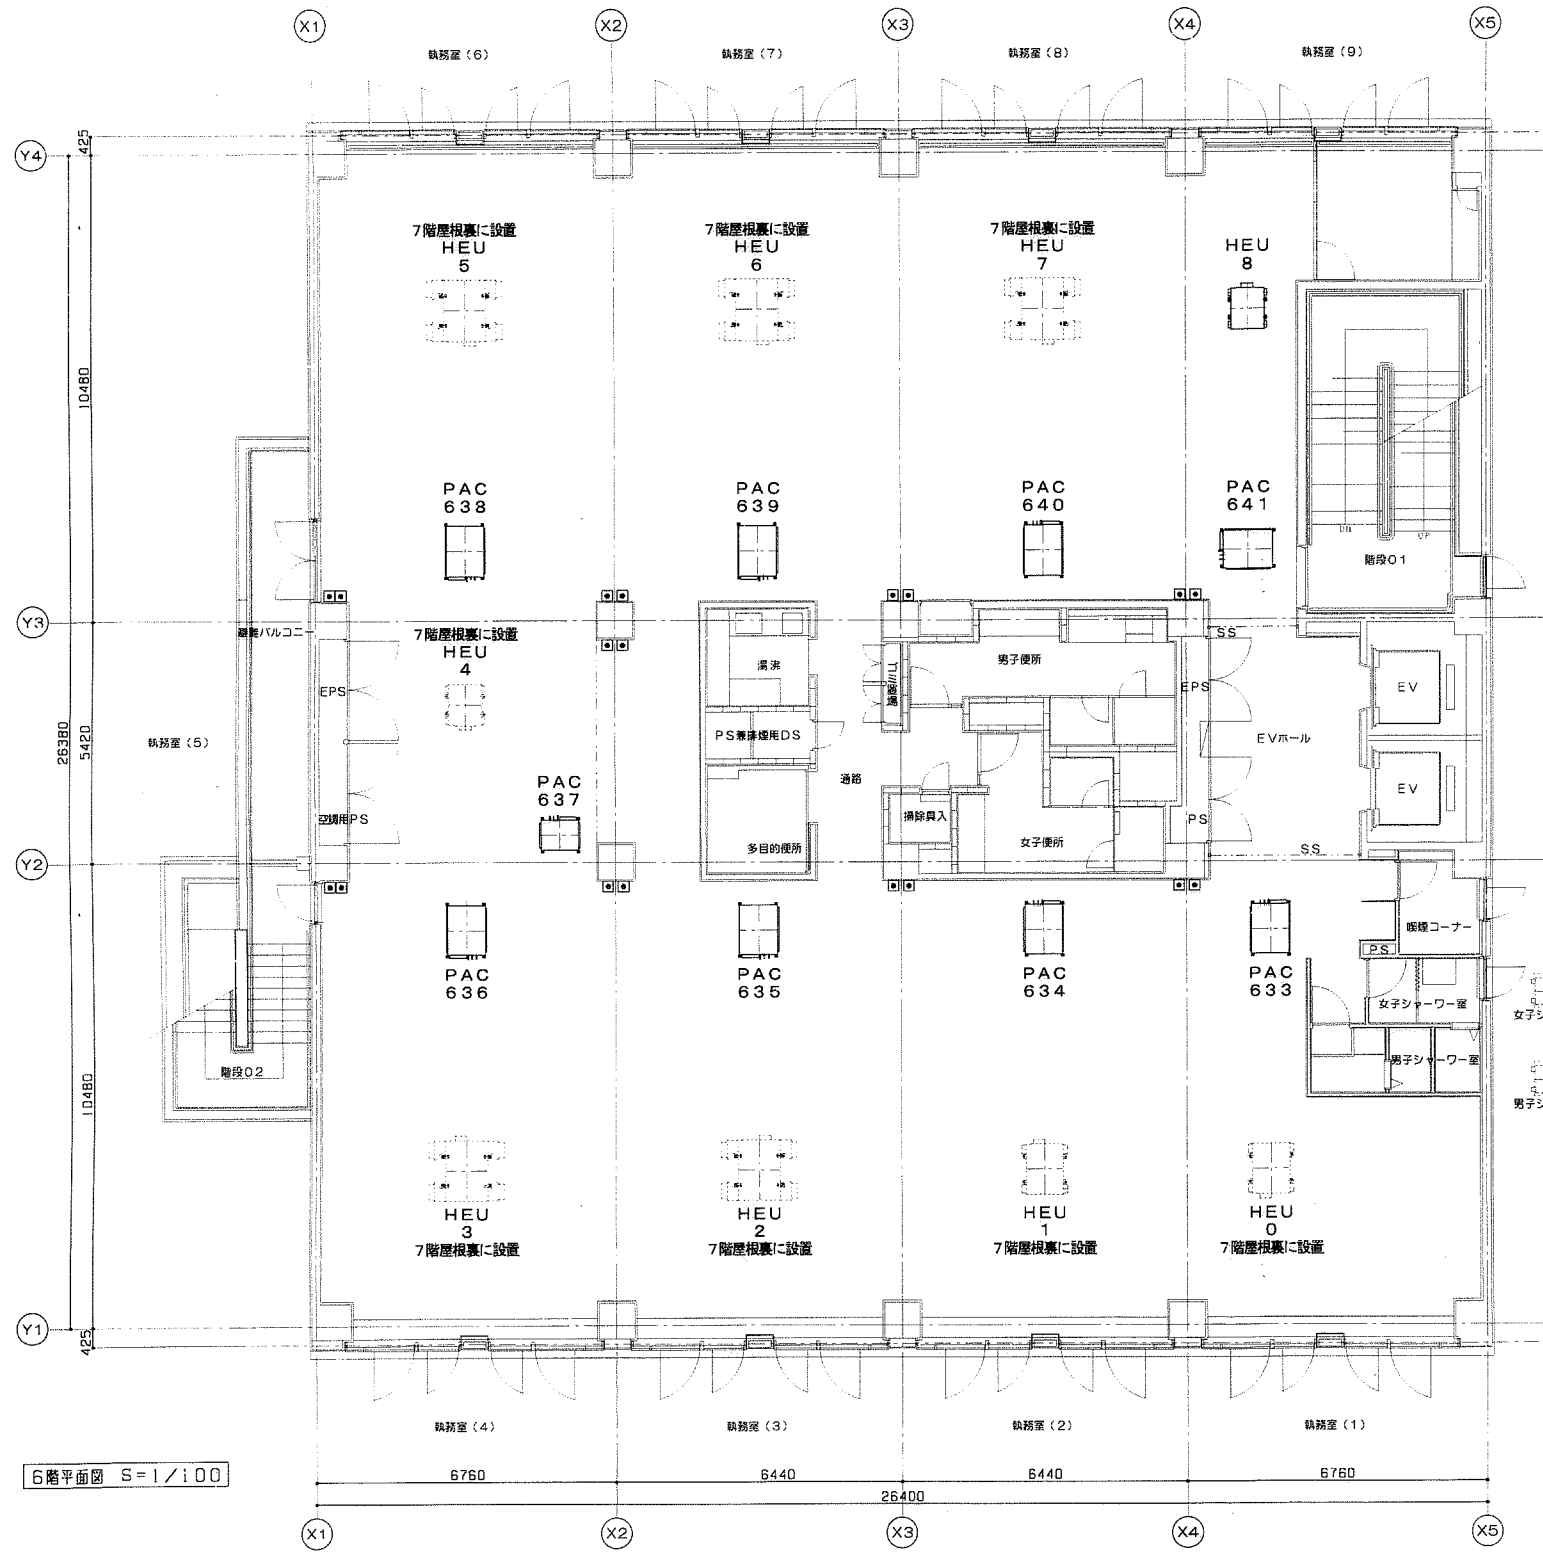 X1
X2
X3
X4
X5
執務室（6）
執務室（7）
執務室（8）
執務室（9）
425
Y4
7階屋根裏に設置
HEU
5
7階屋根裏に設置
HEU
6
7階屋根裏に設置
HEU
7
HEU
8
10480
PAC
638
PAC
639
PAC
640
PAC
641
DN
UP
階段01
Y3
避難バルコニー
7階屋根裏に設置
HEU
4
湯沸
男子便所
SS
EPS
EPS
EV
26380
5420
執務室（5）
PS兼排煙用DS
EVホール
通路
PAC
637
EV
空調用PS
掃除具入
PS
多目的便所
女子便所
SS
Y2
喫煙コーナー
PS
PAC
636
PAC
635
PAC
634
PAC
633
女子シャワー室
女子シ
階段02
男子シャワー室
男子シ
10480
HEU
3
7階屋根裏に設置
HEU
2
7階屋根裏に設置
HEU
1
7階屋根裏に設置
HEU
0
7階屋根裏に設置
Y1
425
執務室（4）
執務室（3）
執務室（2）
執務室（1）
6階平面図 S=1/100
6760
6440
6440
6760
26400
X1
X2
X3
X4
X5